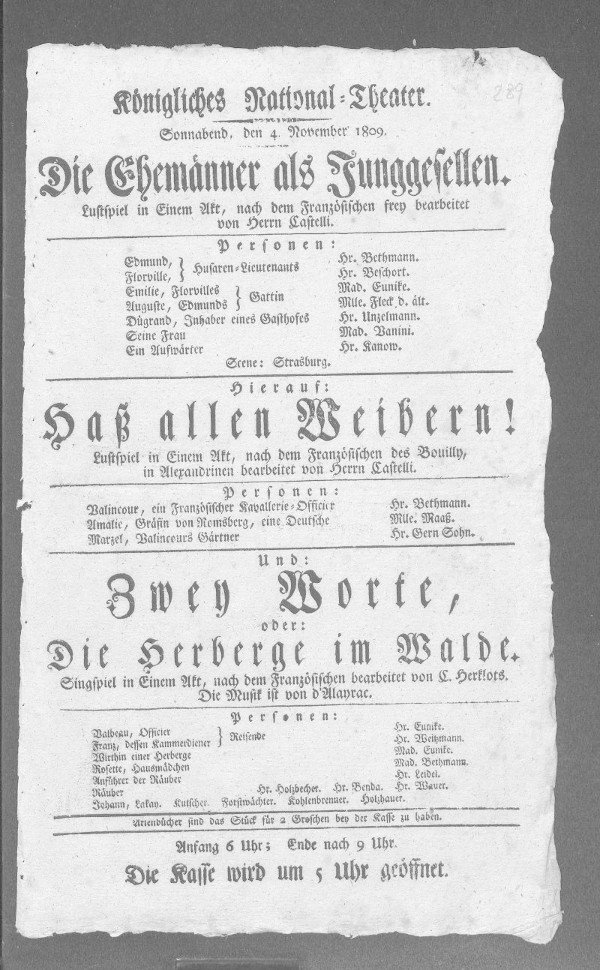 289
Königliches National-Theater.
Sonnabend, den 4. November 1809.
Die Ehemänner als Junggesellen.
Lustspiel in Einem Akt, nach dem Französischen frey bearbeitet
von Herrn Castelli.
Personen:
Edmund, } Husaren-Lieutenants Hr. Bethmann.
Florville, Hr. Beschort.
Emilie, Florvilles } Gattin Mad. Eunike.
Auguste, Edmunds Mlle. Fleck d. ält.
Dügrand, Inhaber eines Gasthofes Hr. Unzelmann.
Seine Frau Mad. Vanini.
Ein Aufwärter Hr. Kanow.
Scene: Strasburg.
Hierauf:
Haß allen Weibern!
Lustspiel in Einem Akt, nach dem Französischen des Bouilly,
in Alexandrinen bearbeitet von Herrn Castelli.
Personen:
Valincour, ein Französischer Kavallerie-Officier Hr. Bethmann.
Amalie, Gräfin von Romsberg, eine Deutsche Mlle. Maaß.
Marzel, Valincours Gärtner Hr. Gern Sohn.
Und:
Zwey Worte,
oder:
Die Herberge im Walde.
Singspiel in Einem Akt, nach dem Französischen bearbeitet von C. Herklots.
Die Musik ist von d'Alayrac.
Personen:
Valbeau, Officier } Reisende Hr. Eunike.
Franz, dessen Kammerdiener Hr. Weitzmann.
Wirthin einer Herberge Mad. Eunike.
Rosette, Hausmädchen Mad. Bethmann.
Anführer der Räuber Hr. Leidel.
Räuber Hr. Holzbecher. Hr. Benda. Hr. Wauer.
Johann, Lakay. Kutscher. Forstwächter. Kohlenbrenner. Holzhauer.
Arienbücher sind das Stück für 2 Groschen bey der Kasse zu haben.
Anfang 6 Uhr; Ende nach 9 Uhr.
Die Kasse wird um 5 Uhr geöffnet.